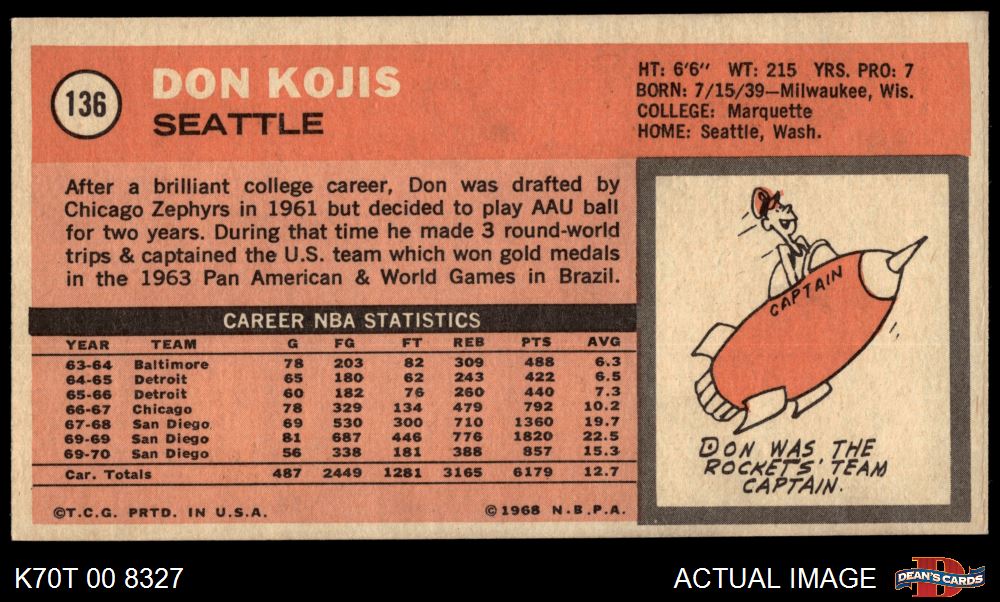 136
DON KOJIS
SEATTLE
HT: 6'6" WT: 215 YRS. PRO: 7
BORN: 7/15/39—Milwaukee, Wis.
COLLEGE: Marquette
HOME: Seattle, Wash.
After a brilliant college career, Don was drafted by
Chicago Zephyrs in 1961 but decided to play AAU ball
for two years. During that time he made 3 round-world
trips & captained the U.S. team which won gold medals
in the 1963 Pan American & World Games in Brazil.
CAREER NBA STATISTICS
YEAR TEAM G FG FT REB PTS AVG
63-64 Baltimore 78 203 82 309 488 6.3
64-65 Detroit 65 180 62 243 422 6.5
65-66 Detroit 60 182 76 260 440 7.3
66-67 Chicago 78 329 134 479 792 10.2
67-68 San Diego 69 530 300 710 1360 19.7
69-69 San Diego 81 687 446 776 1820 22.5
69-70 San Diego 56 338 181 388 857 15.3
Car. Totals 487 2449 1281 3165 6179 12.7
©T.C.G. PRTD. IN U.S.A. ©1968 N.B.P.A.
CAPTAIN
DON WAS THE
ROCKETS' TEAM
CAPTAIN.
K70T 00 8327
ACTUAL IMAGE
D
DEAN'S CARDS